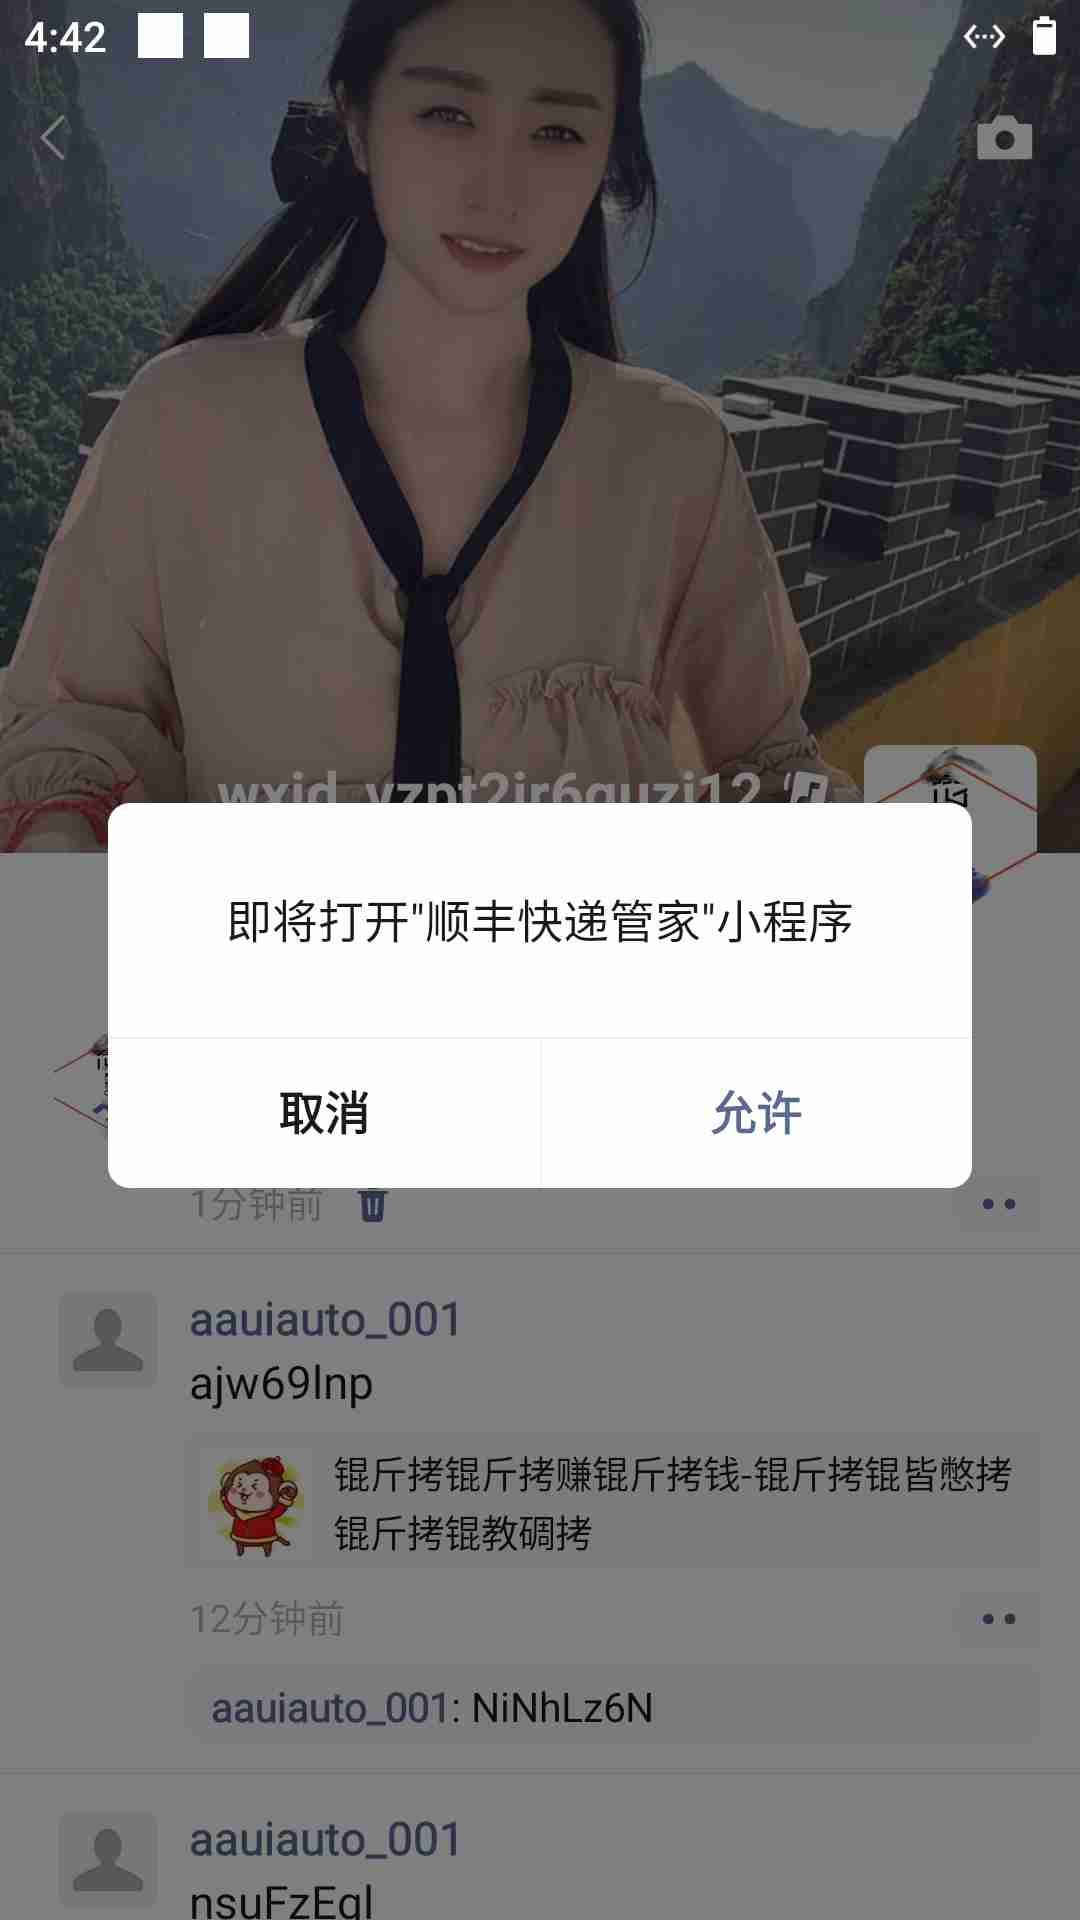 4:42
即将打开"顺丰快递管家"小程序
取消
允许
1分钟前
aauiauto_001
ajw69lnp
锟斤拷锟斤拷赚锟斤拷钱-锟斤拷锟皆憋拷
锟斤拷锟教碉拷
12分钟前
aauiauto_001: NiNhLz6N
aauiauto_001
nsuFzEql